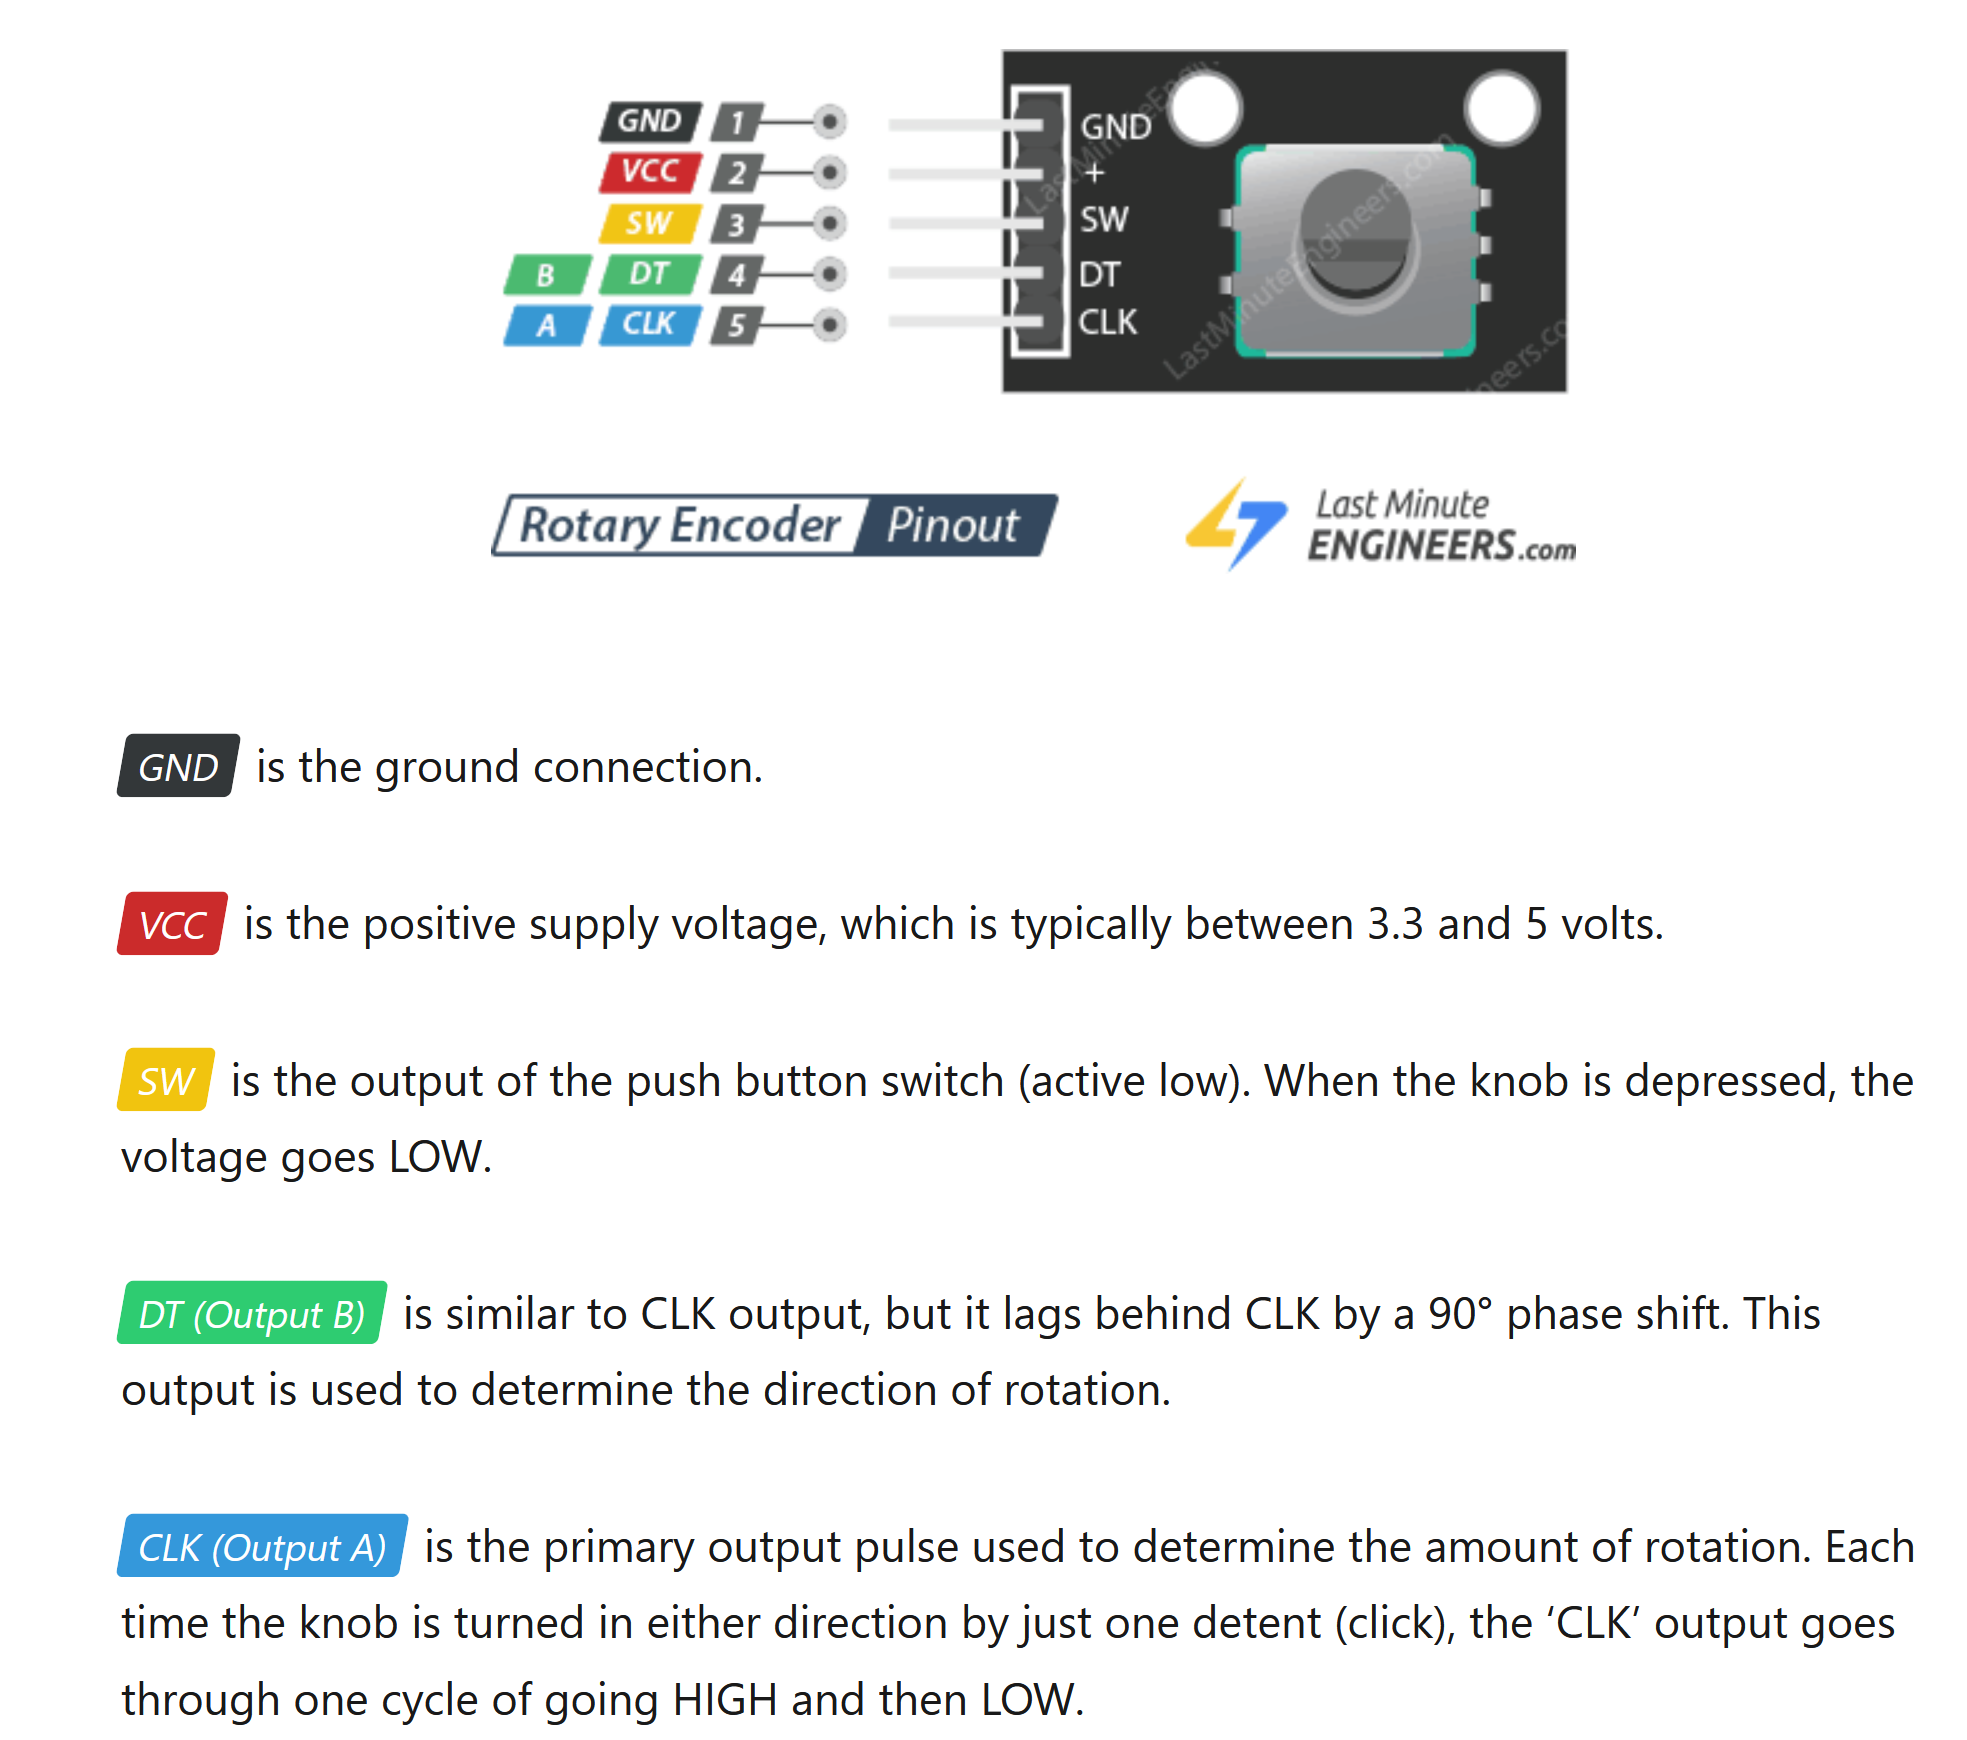 GND 1
VCC 2
SW 3
B DT 4
A CLK 5
GND
+
SW
DT
CLK
LastMinuteEngineers.com
Rotary Encoder Pinout
Last Minute
ENGINEERS.com
GND is the ground connection.
VCC is the positive supply voltage, which is typically between 3.3 and 5 volts.
SW is the output of the push button switch (active low). When the knob is depressed, the
voltage goes LOW.
DT (Output B) is similar to CLK output, but it lags behind CLK by a 90° phase shift. This
output is used to determine the direction of rotation.
CLK (Output A) is the primary output pulse used to determine the amount of rotation. Each
time the knob is turned in either direction by just one detent (click), the ‘CLK’ output goes
through one cycle of going HIGH and then LOW.